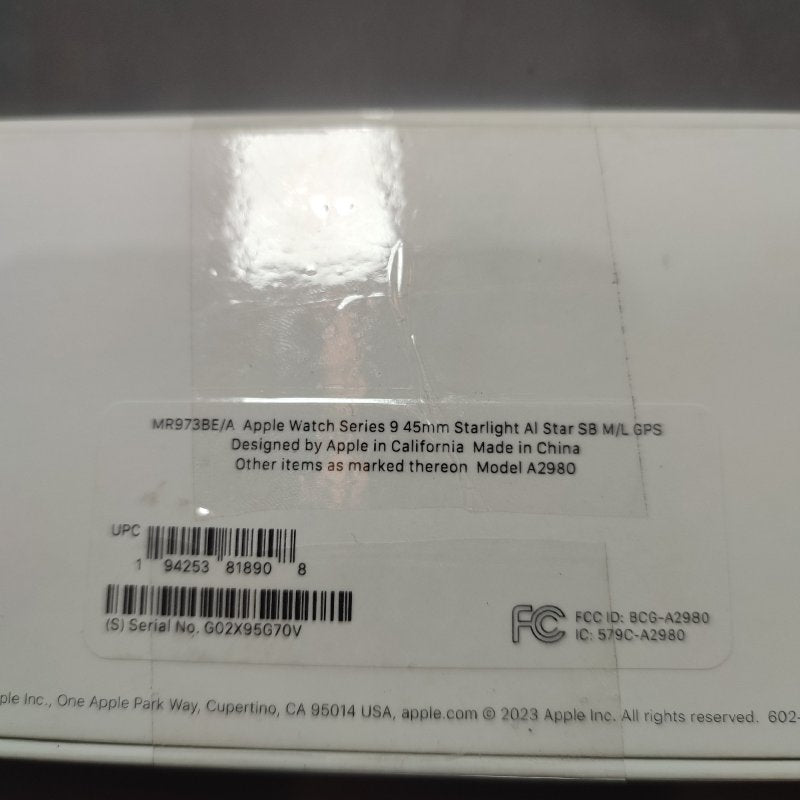 MR973BE/A Apple Watch Series 9 45mm Starlight Al Star SB M/L GPS
Designed by Apple in California Made in China
Other items as marked thereon Model A2980
UPC
1 94253 81890 8
(S) Serial No. G02X95G70V
FC FCC ID: BCG-A2980
IC: 579C-A2980
ple Inc., One Apple Park Way, Cupertino, CA 95014 USA, apple.com © 2023 Apple Inc. All rights reserved. 602-